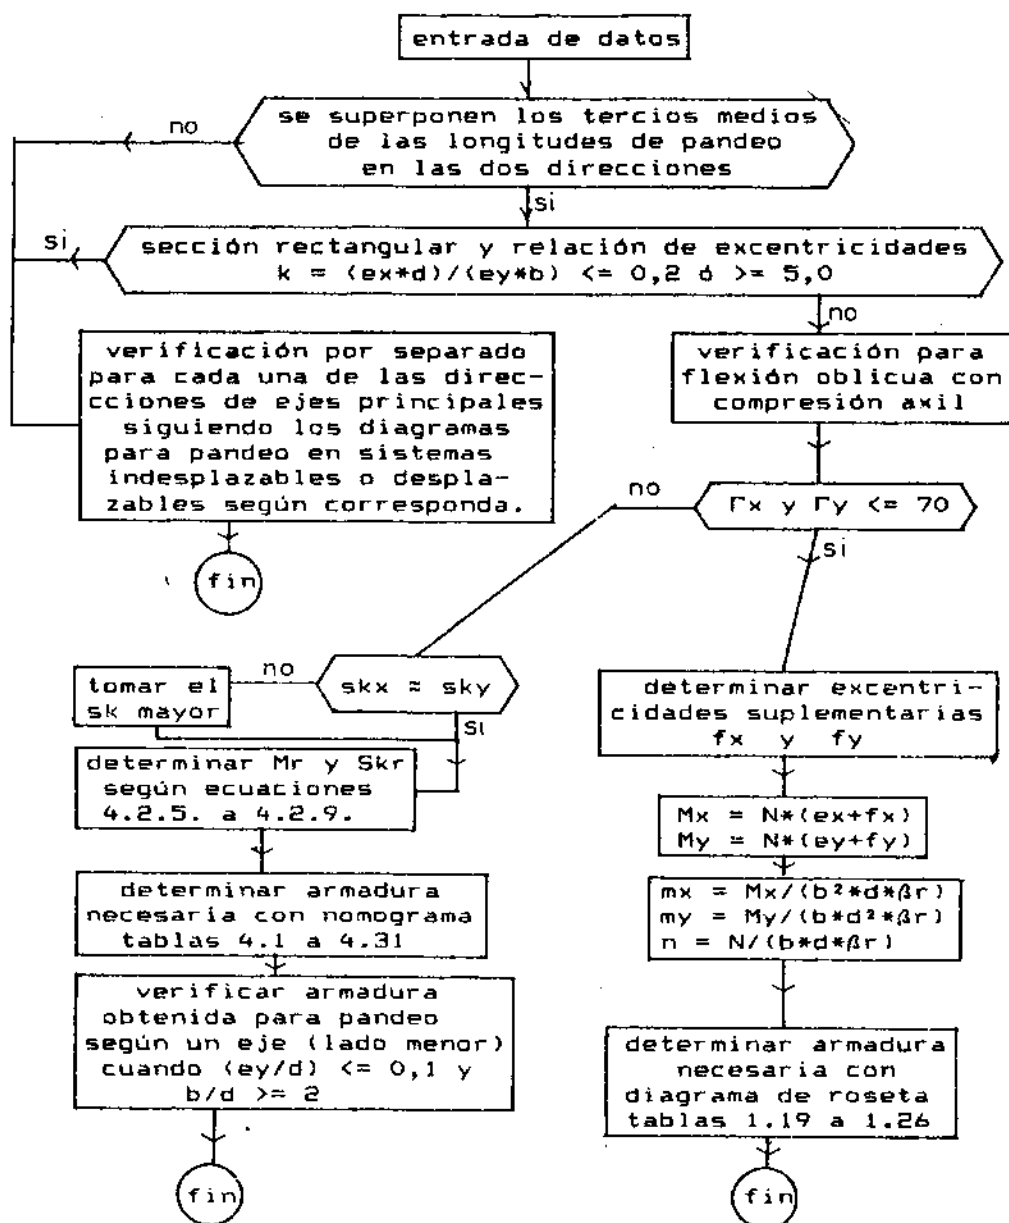 entrada de datos
se superponen los tercios medios
de las longitudes de pandeo
en las dos direcciones
no
si
sección rectangular y relación de excentricidades
k = (ex*d)/(ey*b) <= 0,2 ó >= 5,0
si
no
verificación por separado
para cada una de las direc-
cciones de ejes principales
siguiendo los diagramas
para pandeo en sistemas
indesplazables o despla-
zables según corresponda.
fin
verificación para
flexión oblicua con
compresión axil
Γx y Γy <= 70
no
si
skx = sky
no
si
tomar el
sk mayor
determinar Mr y Skr
según ecuaciones
4.2.5. a 4.2.9.
determinar armadura
necesaria con nomograma
tablas 4.1 a 4.31
verificar armadura
obtenida para pandeo
según un eje (lado menor)
cuando (ey/d) <= 0,1 y
b/d >= 2
fin
determinar excentri-
cidades suplementarias
fx y fy
Mx = N*(ex+fx)
My = N*(ey+fy)
mx = Mx/(b²*d*βr)
my = My/(b*d²*βr)
n = N/(b*d*βr)
determinar armadura
necesaria con
diagrama de roseta
tablas 1.19 a 1.26
fin